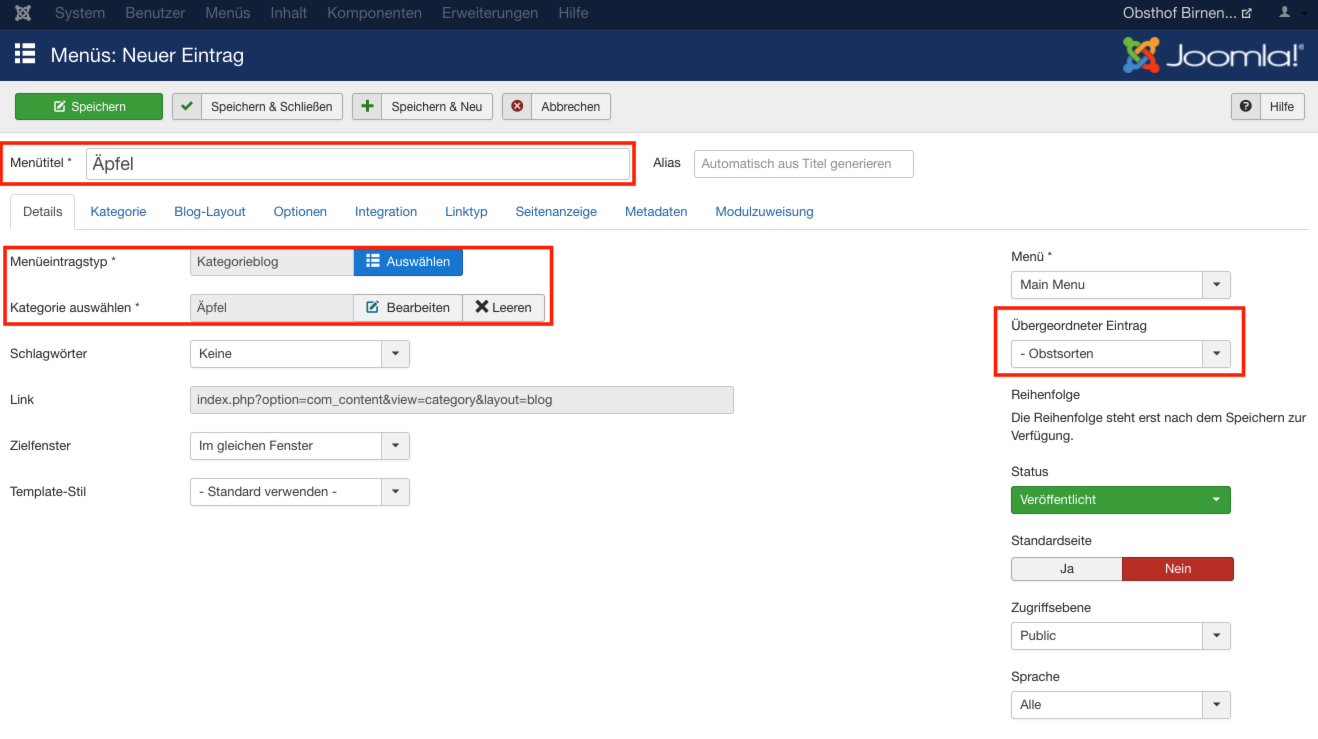 System Benutzer Menüs Inhalt Komponenten Erweiterungen Hilfe Obsthof Birnen...
Menüs: Neuer Eintrag Joomla!®
Speichern Speichern & Schließen Speichern & Neu Abbrechen Hilfe
Menütitel * Äpfel Alias Automatisch aus Titel generieren
Details Kategorie Blog-Layout Optionen Integration Linktyp Seitenanzeige Metadaten Modulzuweisung
Menüeintragstyp * Kategorieblog Auswählen
Kategorie auswählen * Äpfel Bearbeiten Leeren
Schlagwörter Keine
Link index.php?option=com_content&view=category&layout=blog
Zielfenster Im gleichen Fenster
Template-Stil - Standard verwenden -
Menü *
Main Menu
Übergeordneter Eintrag
- Obstsorten
Reihenfolge
Die Reihenfolge steht erst nach dem Speichern zur
Verfügung.
Status
Veröffentlicht
Standardseite
Ja Nein
Zugriffsebene
Public
Sprache
Alle